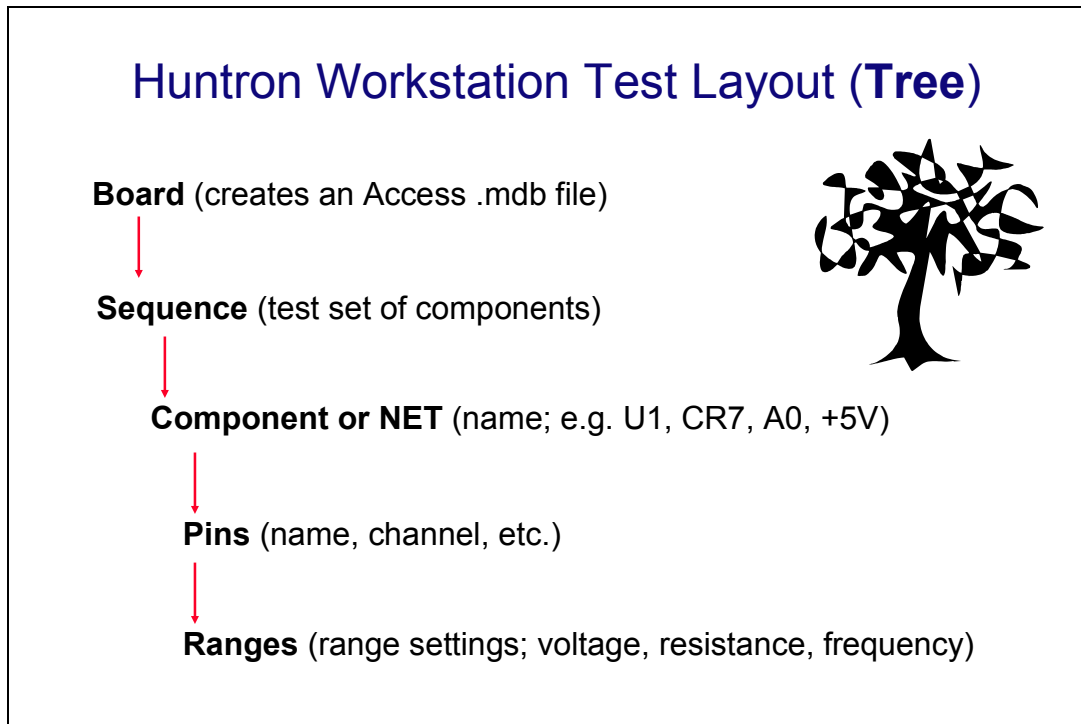 Huntron Workstation Test Layout (Tree)
Board (creates an Access .mdb file)
Sequence (test set of components)
Component or NET (name; e.g. U1, CR7, A0, +5V)
Pins (name, channel, etc.)
Ranges (range settings; voltage, resistance, frequency)